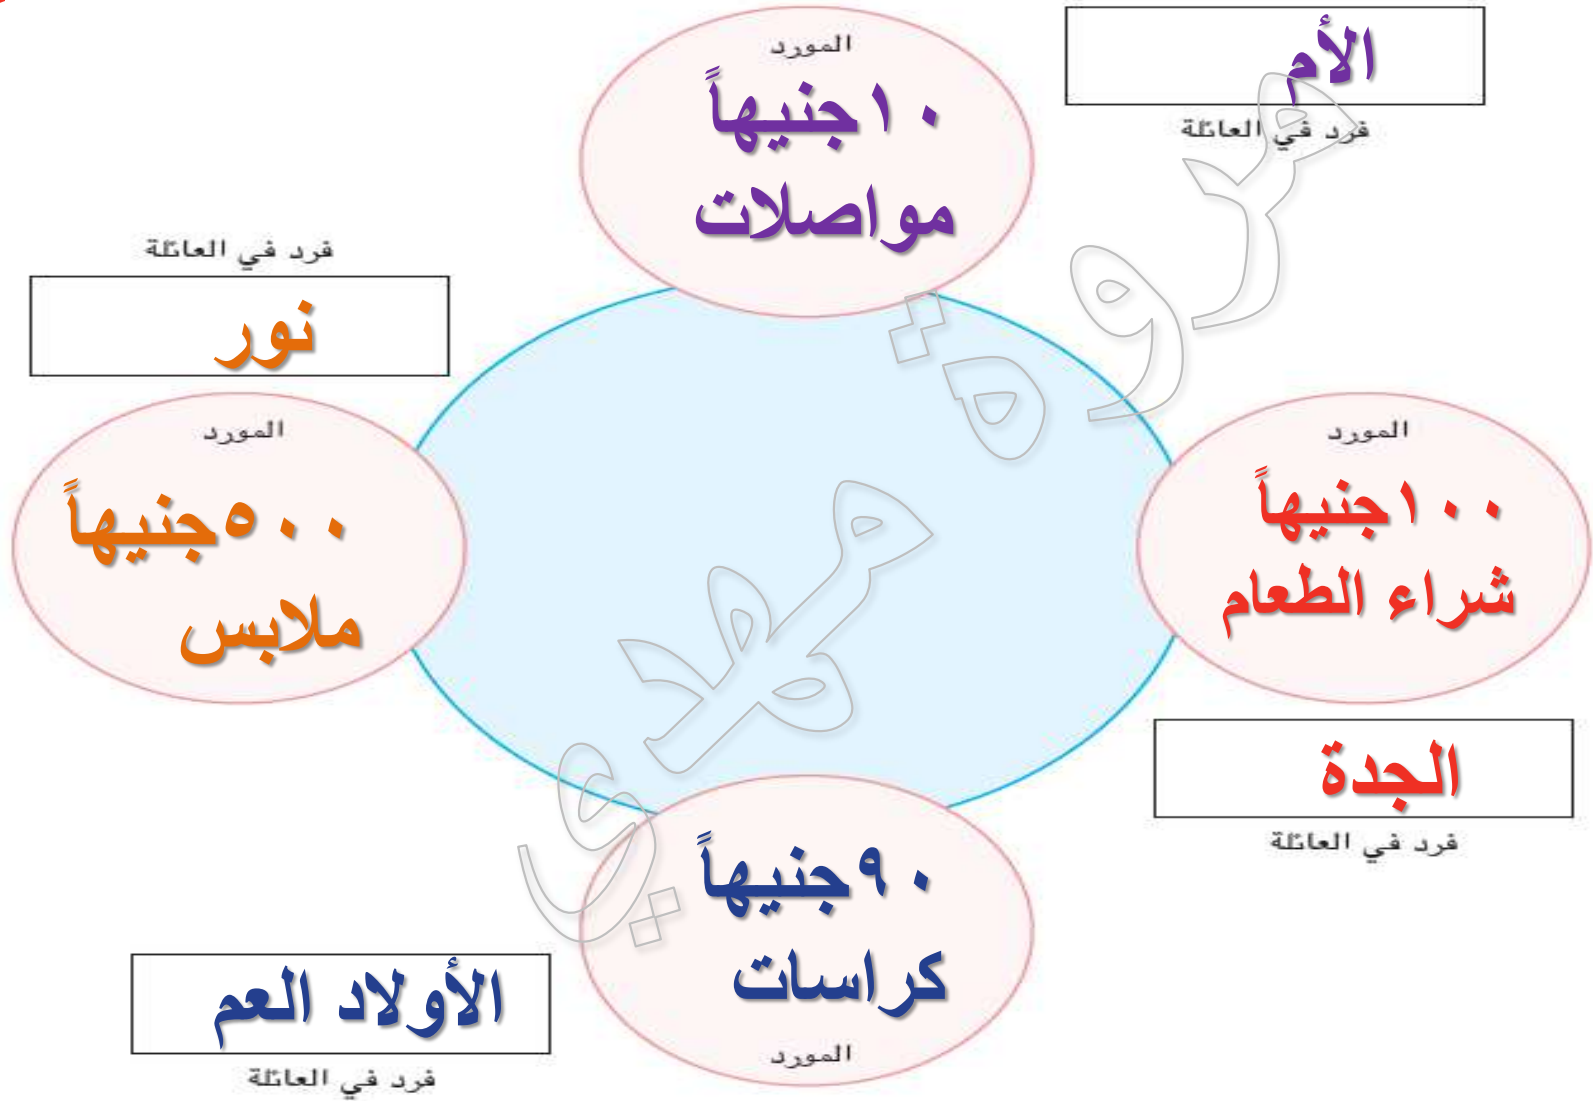 المورد
١٠جنيهاً
مواصلات
الأم
فرد في العائلة
فرد في العائلة
نور
المورد
٥٠٠جنيهاً
ملابس
المورد
١٠٠جنيهاً
شراء الطعام
الجدة
فرد في العائلة
٩٠جنيهاً
كراسات
المورد
الأولاد العم
فرد في العائلة
مروة مهدي